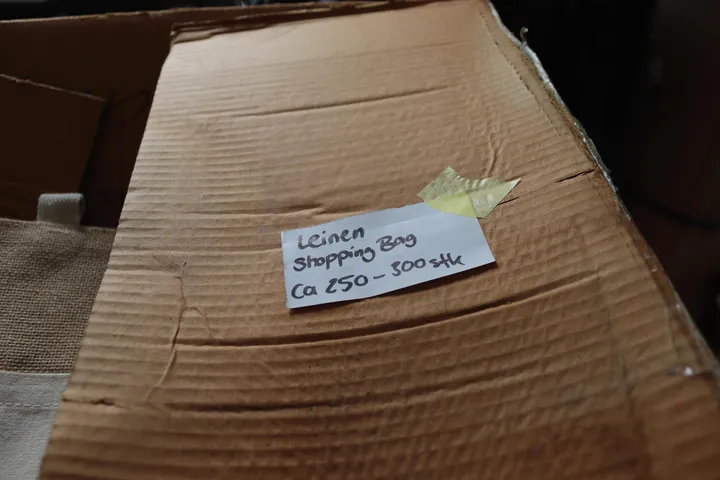 Leinen
Shopping Bag
Ca 250-300 stk